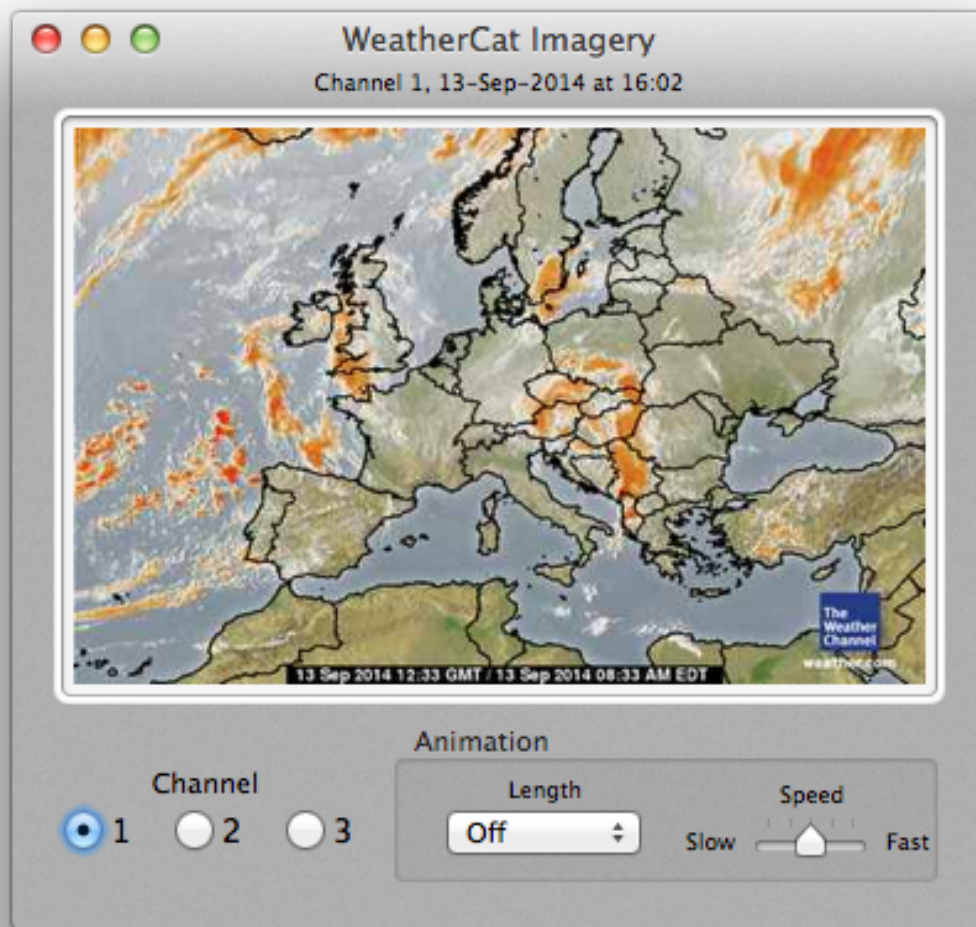 WeatherCat Imagery
Channel 1, 13-Sep-2014 at 16:02
The
Weather
Channel
weather.com
13 Sep 2014 12:33 GMT / 13 Sep 2014 08:33 AM EDT
Animation
Channel
Length
Speed
1 2 3
Off
Slow
Fast